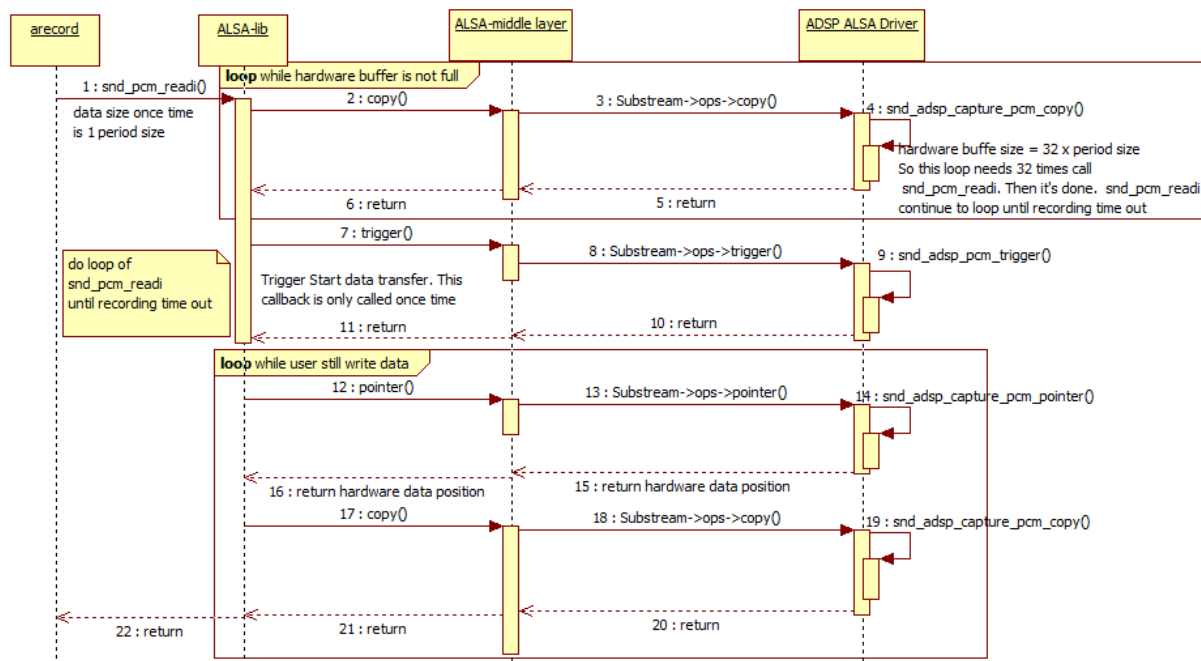 arecord
ALSA-lib
ALSA-middle layer
ADSP ALSA Driver
loop while hardware buffer is not full
1 : snd_pcm_readi()
data size once time
is 1 period size
2 : copy()
3 : Substream->ops->copy()
4 : snd_adsp_capture_pcm_copy()
hardware buffe size = 32 x period size
So this loop needs 32 times call
snd_pcm_readi. Then it's done. snd_pcm_readi
continue to loop until recording time out
6 : return
5 : return
7 : trigger()
8 : Substream->ops->trigger()
9 : snd_adsp_pcm_trigger()
do loop of
snd_pcm_readi
until recording time out
Trigger Start data transfer. This
callback is only called once time
11 : return
10 : return
loop while user still write data
12 : pointer()
13 : Substream->ops->pointer()
14 : snd_adsp_capture_pcm_pointer()
16 : return hardware data position
15 : return hardware data position
17 : copy()
18 : Substream->ops->copy()
19 : snd_adsp_capture_pcm_copy()
22 : return
21 : return
20 : return